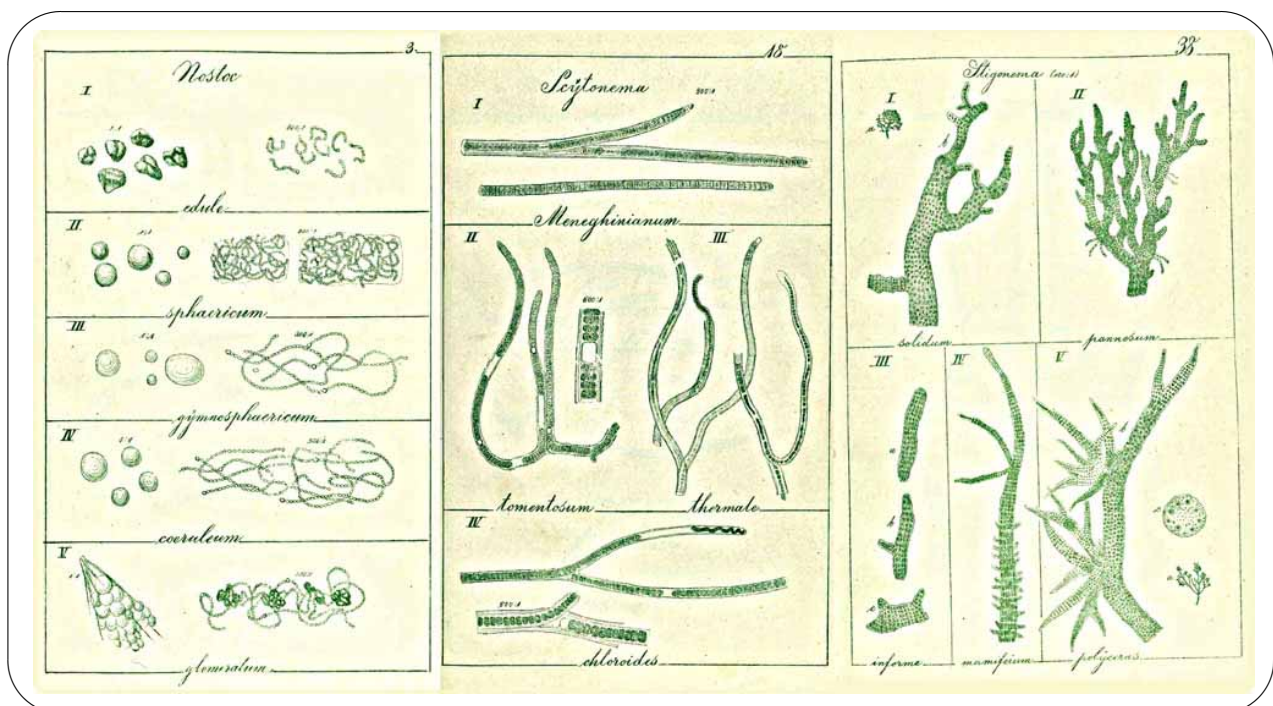 3.
Nostoc
I
edule
II
sphaericum
III
gymnosphaericum
IV
coeruleum
V
glomeratum
18
Scytonema
I
Meneghinianum
II
III
tomentosum
thermale
IV
chloroides
33
Stigonema
I
a
II
solidum
pannosum
III
IV
V
a
b
c
informe
mamiferum
polyceras